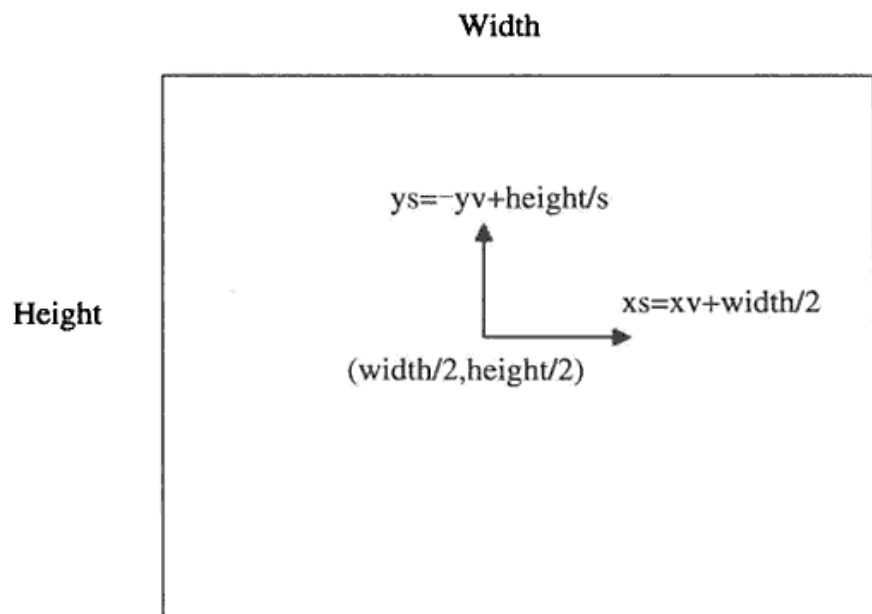 Width
ys=-yv+height/s
xs=xv+width/2
Height
(width/2,height/2)